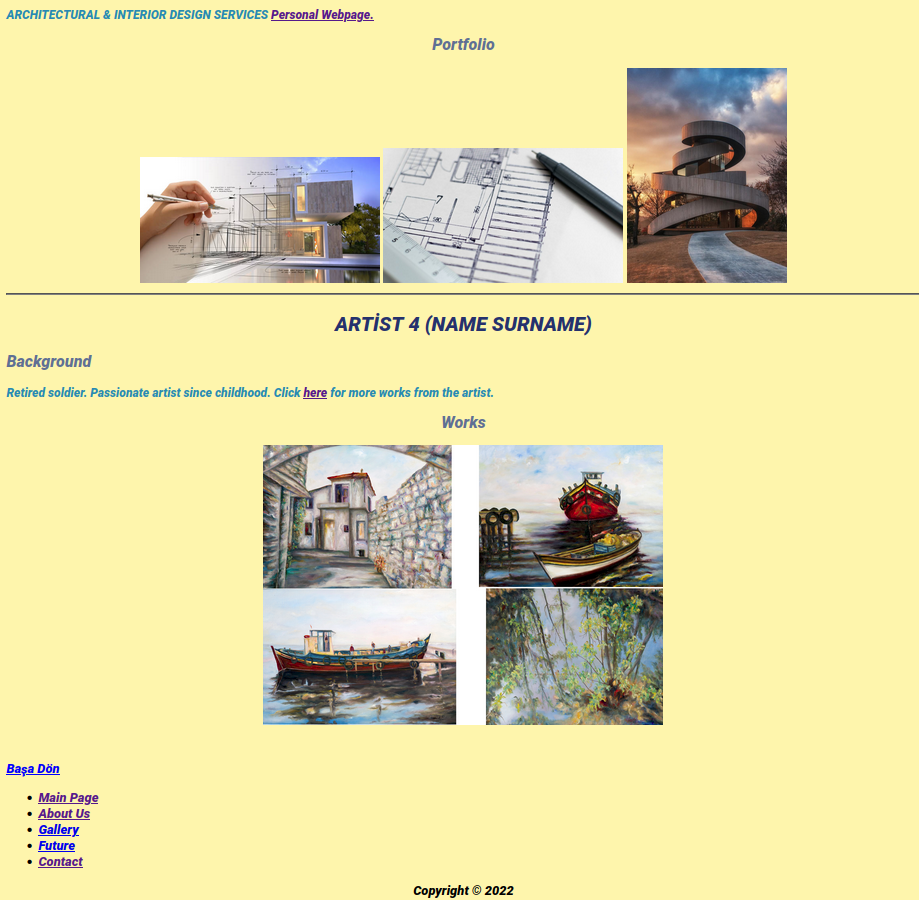 ARCHITECTURAL & INTERIOR DESIGN SERVICES Personal Webpage.
Portfolio
ARTİST 4 (NAME SURNAME)
Background
Retired soldier. Passionate artist since childhood. Click here for more works from the artist.
Works
Başa Dön
Main Page
About Us
Gallery
Future
Contact
Copyright © 2022